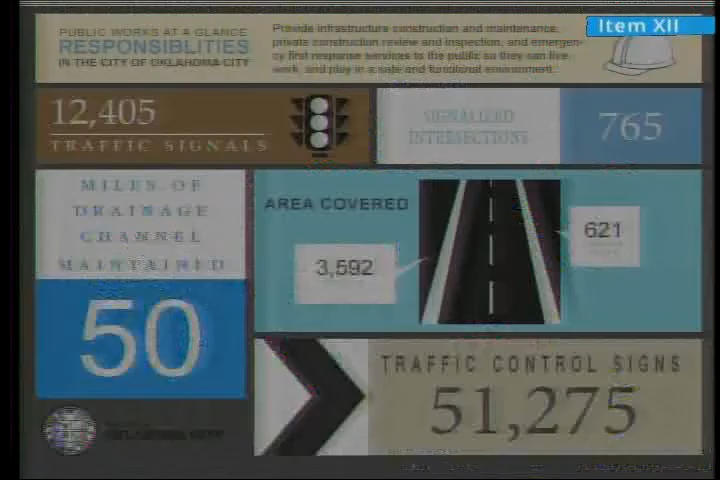 Item XII
PUBLIC WORKS AT A GLANCE
RESPONSIBLITIES
IN THE CITY OF OKLAHOMA CITY
Provide infrastructure construction and maintenance,
private construction review and inspection, and emergen-
cy first response services to the public so they can live,
work, and play in a safe and functional environment.
12,405
TRAFFIC SIGNALS
SIGNALIZED
INTERSECTIONS
765
MILES OF
DRAINAGE
CHANNEL
MAINTAINED
50
AREA COVERED
3,592
621
TRAFFIC CONTROL SIGNS
51,275
OKLAHOMA CITY